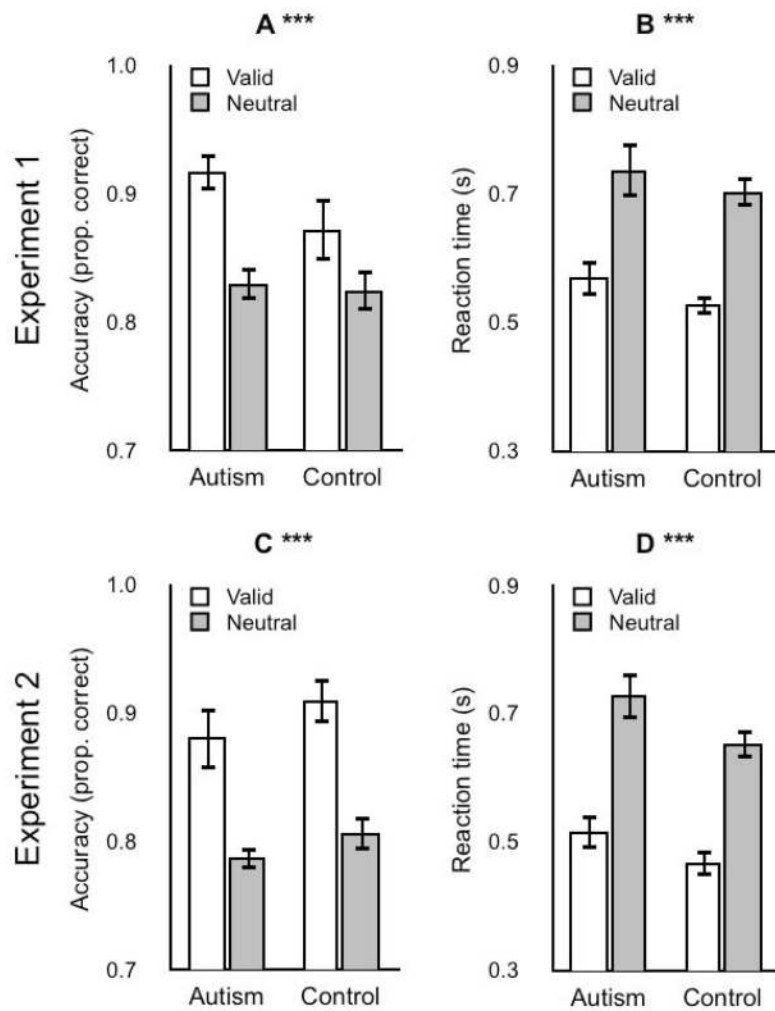 A ***
B ***
Experiment 1
Accuracy (prop. correct)
1.0
0.9
0.8
0.7
Valid
Neutral
Autism
Control
Reaction time (s)
0.9
0.7
0.5
0.3
Valid
Neutral
Autism
Control
C ***
D ***
Experiment 2
Accuracy (prop. correct)
1.0
0.9
0.8
0.7
Valid
Neutral
Autism
Control
Reaction time (s)
0.9
0.7
0.5
0.3
Valid
Neutral
Autism
Control